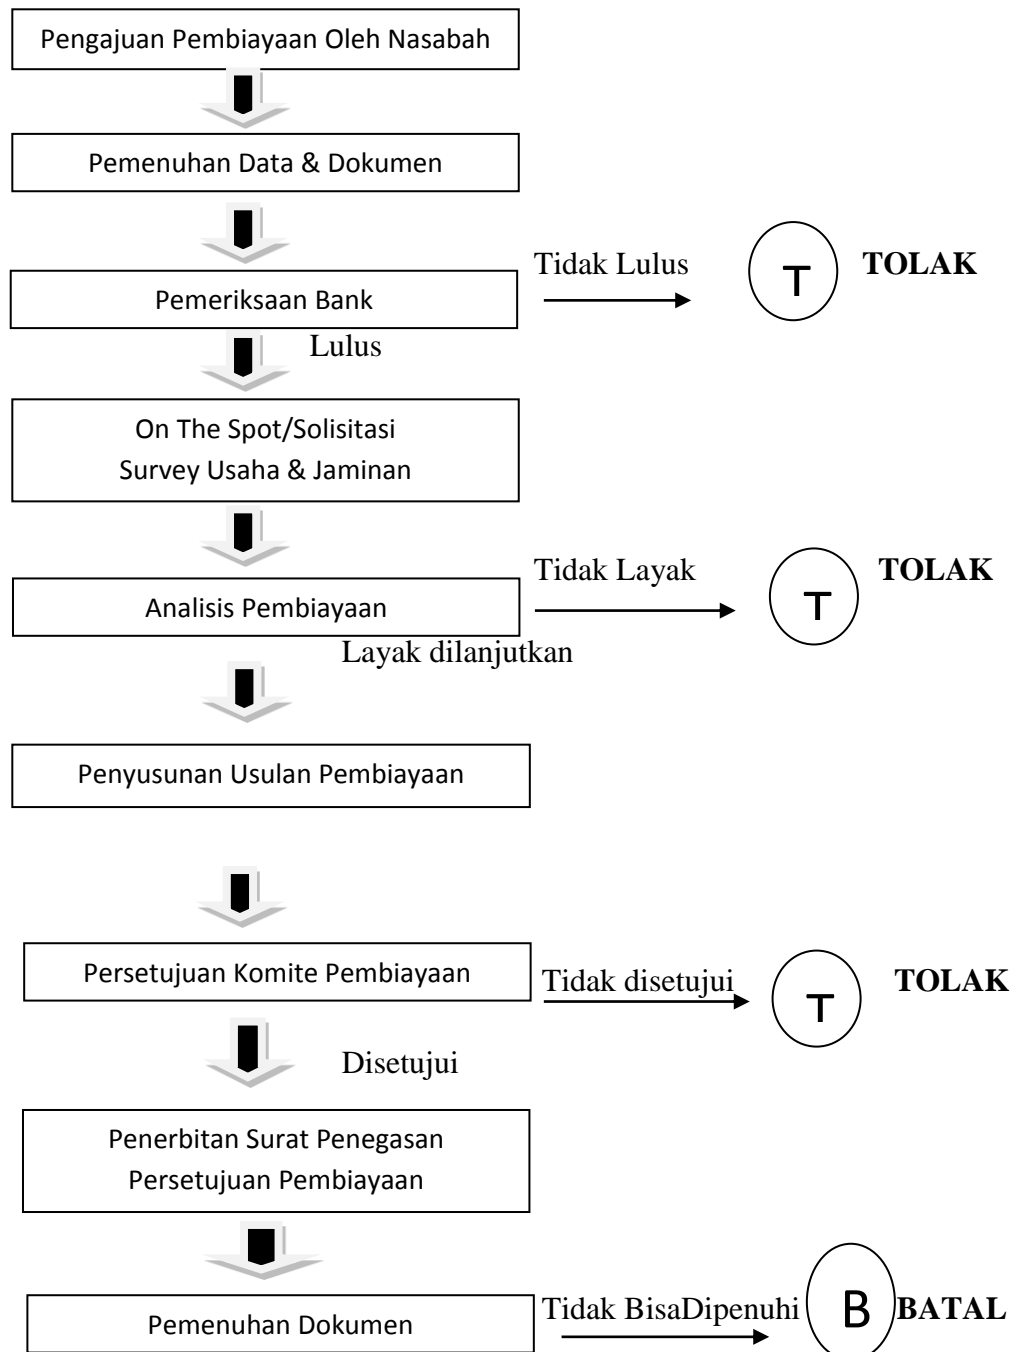 Pengajuan Pembiayaan Oleh Nasabah
Pemenuhan Data & Dokumen
Tidak Lulus
T
TOLAK
Pemeriksaan Bank
Lulus
On The Spot/Solisitasi
Survey Usaha & Jaminan
Tidak Layak
T
TOLAK
Analisis Pembiayaan
Layak dilanjutkan
Penyusunan Usulan Pembiayaan
Persetujuan Komite Pembiayaan
Tidak disetujui
T
TOLAK
Disetujui
Penerbitan Surat Penegasan
Persetujuan Pembiayaan
Pemenuhan Dokumen
Tidak BisaDipenuhi
B
BATAL